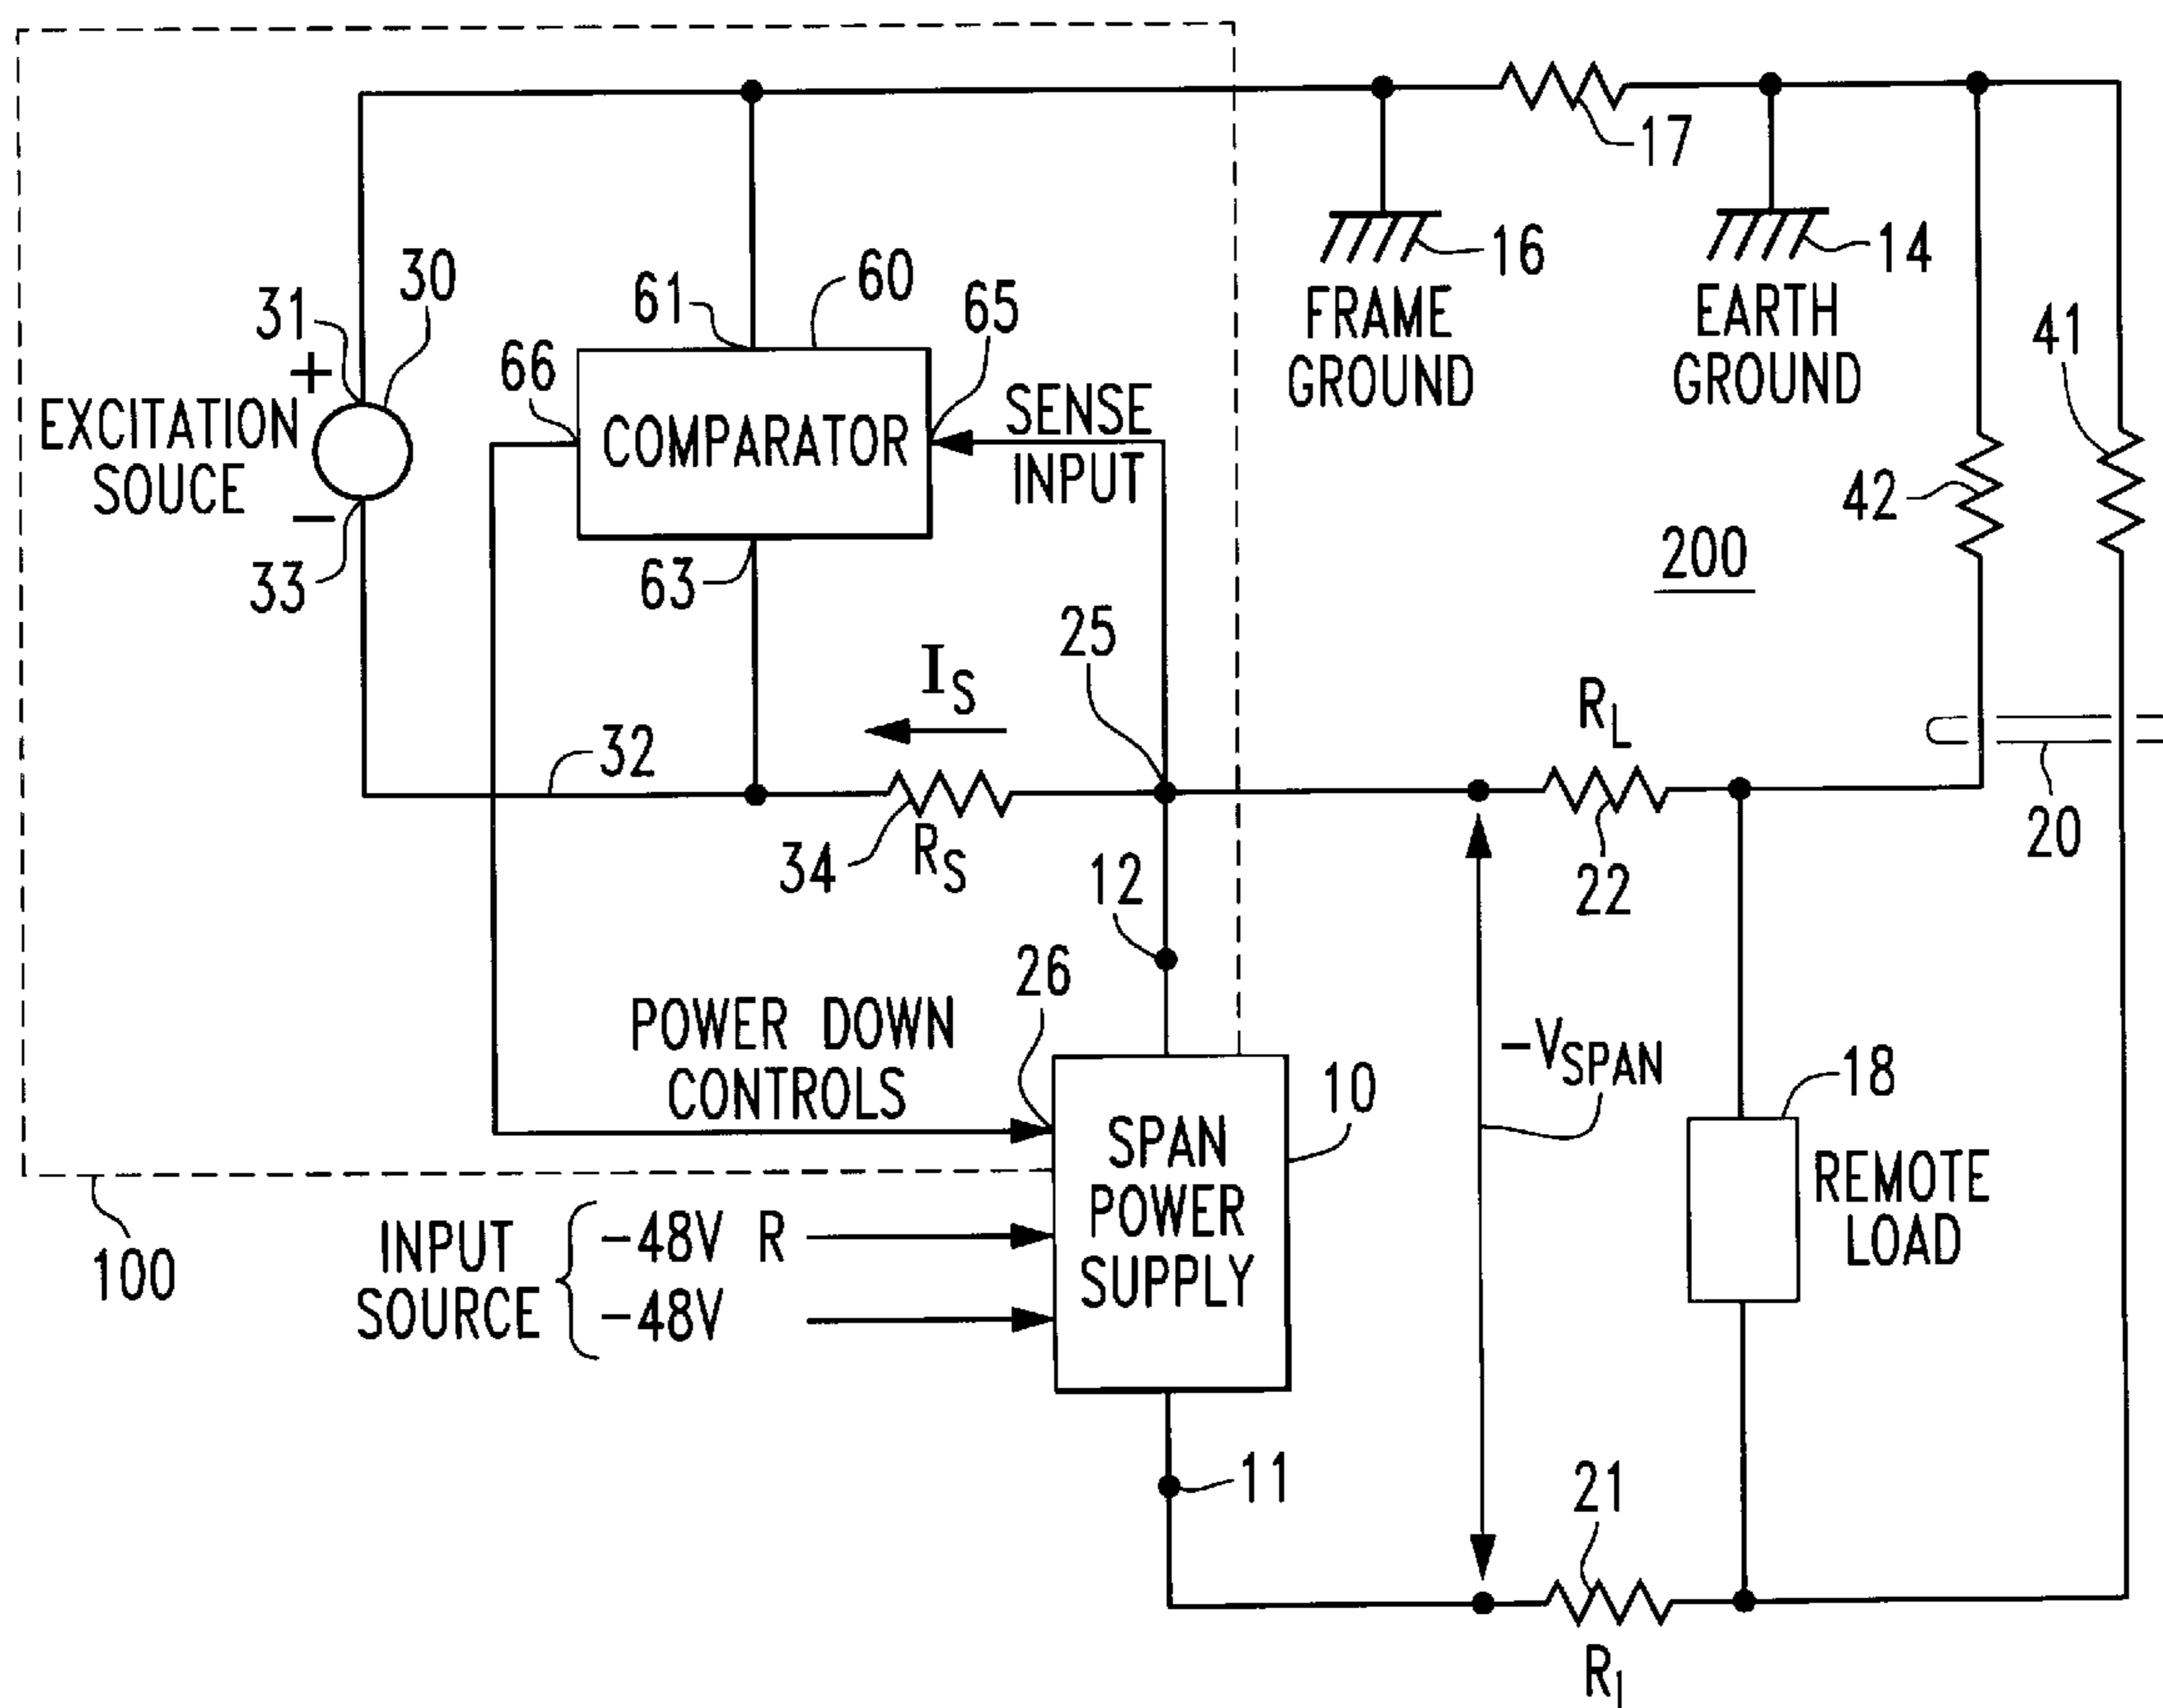 17
16
14
FRAME
GROUND
EARTH
GROUND
41
42
31
30
+
EXCITATION
SOUCE
−
33
61
60
65
66
COMPARATOR
SENSE
INPUT
63
200
25
I_S
32
34
R_S
R_L
22
20
12
26
POWER DOWN
CONTROLS
−V_SPAN
10
18
SPAN
POWER
SUPPLY
REMOTE
LOAD
100
INPUT
SOURCE
−48V R
−48V
11
21